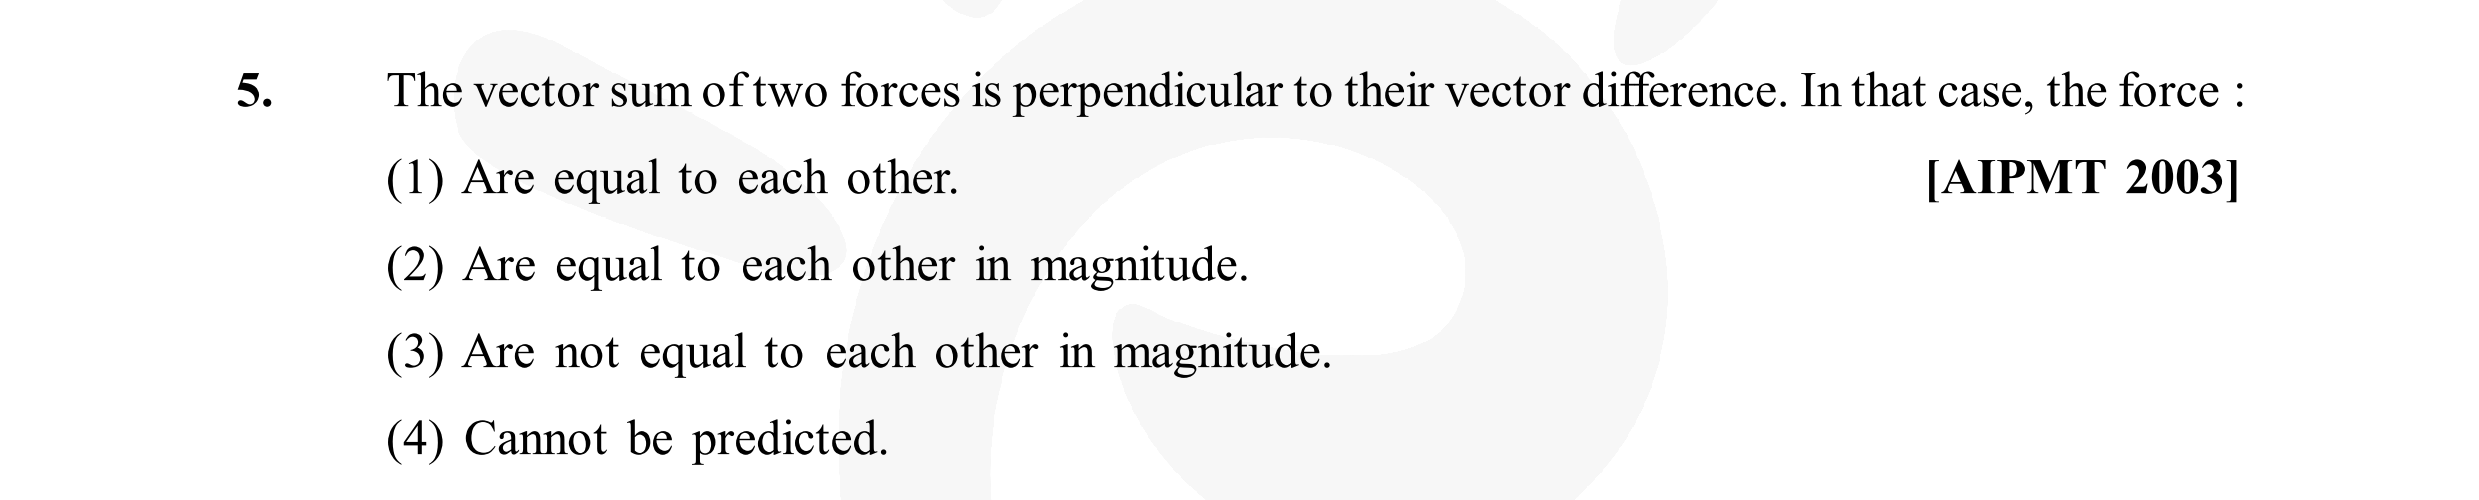 5. The vector sum of two forces is perpendicular to their vector difference. In that case, the force :
(1) Are equal to each other. [AIPMT 2003]
(2) Are equal to each other in magnitude.
(3) Are not equal to each other in magnitude.
(4) Cannot be predicted.